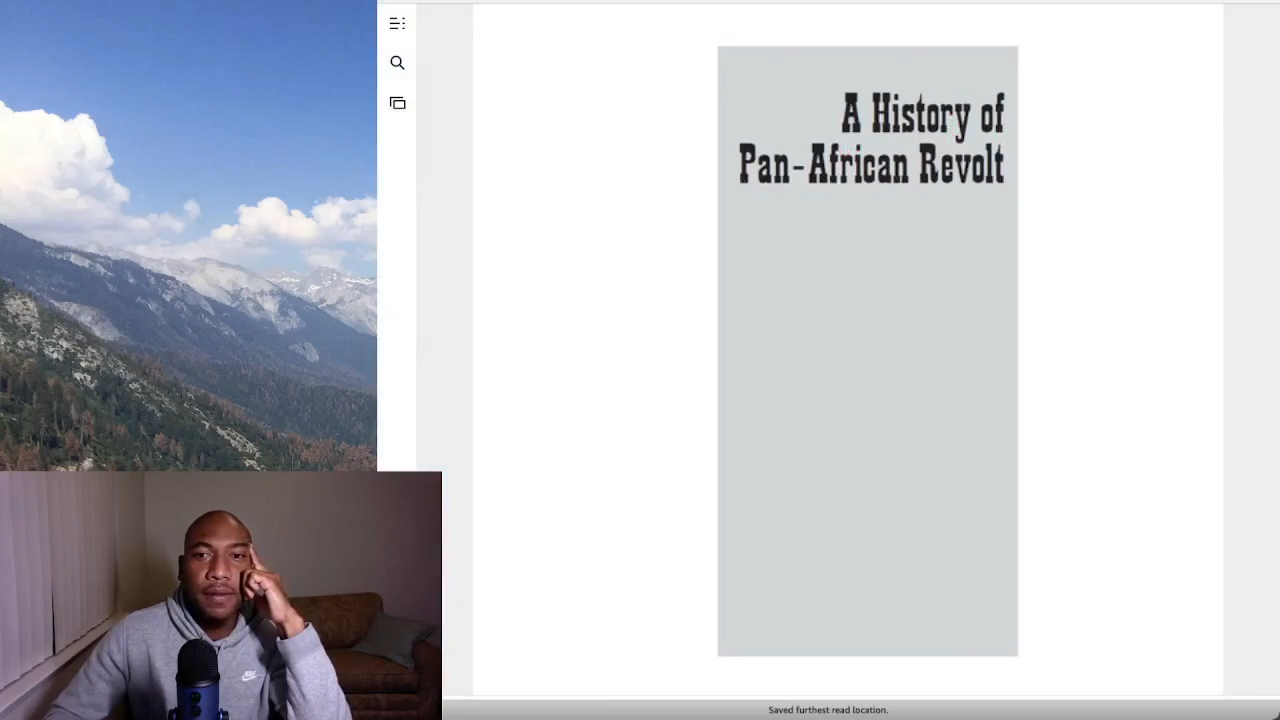 A History of
Pan-African Revolt
Saved furthest read location.